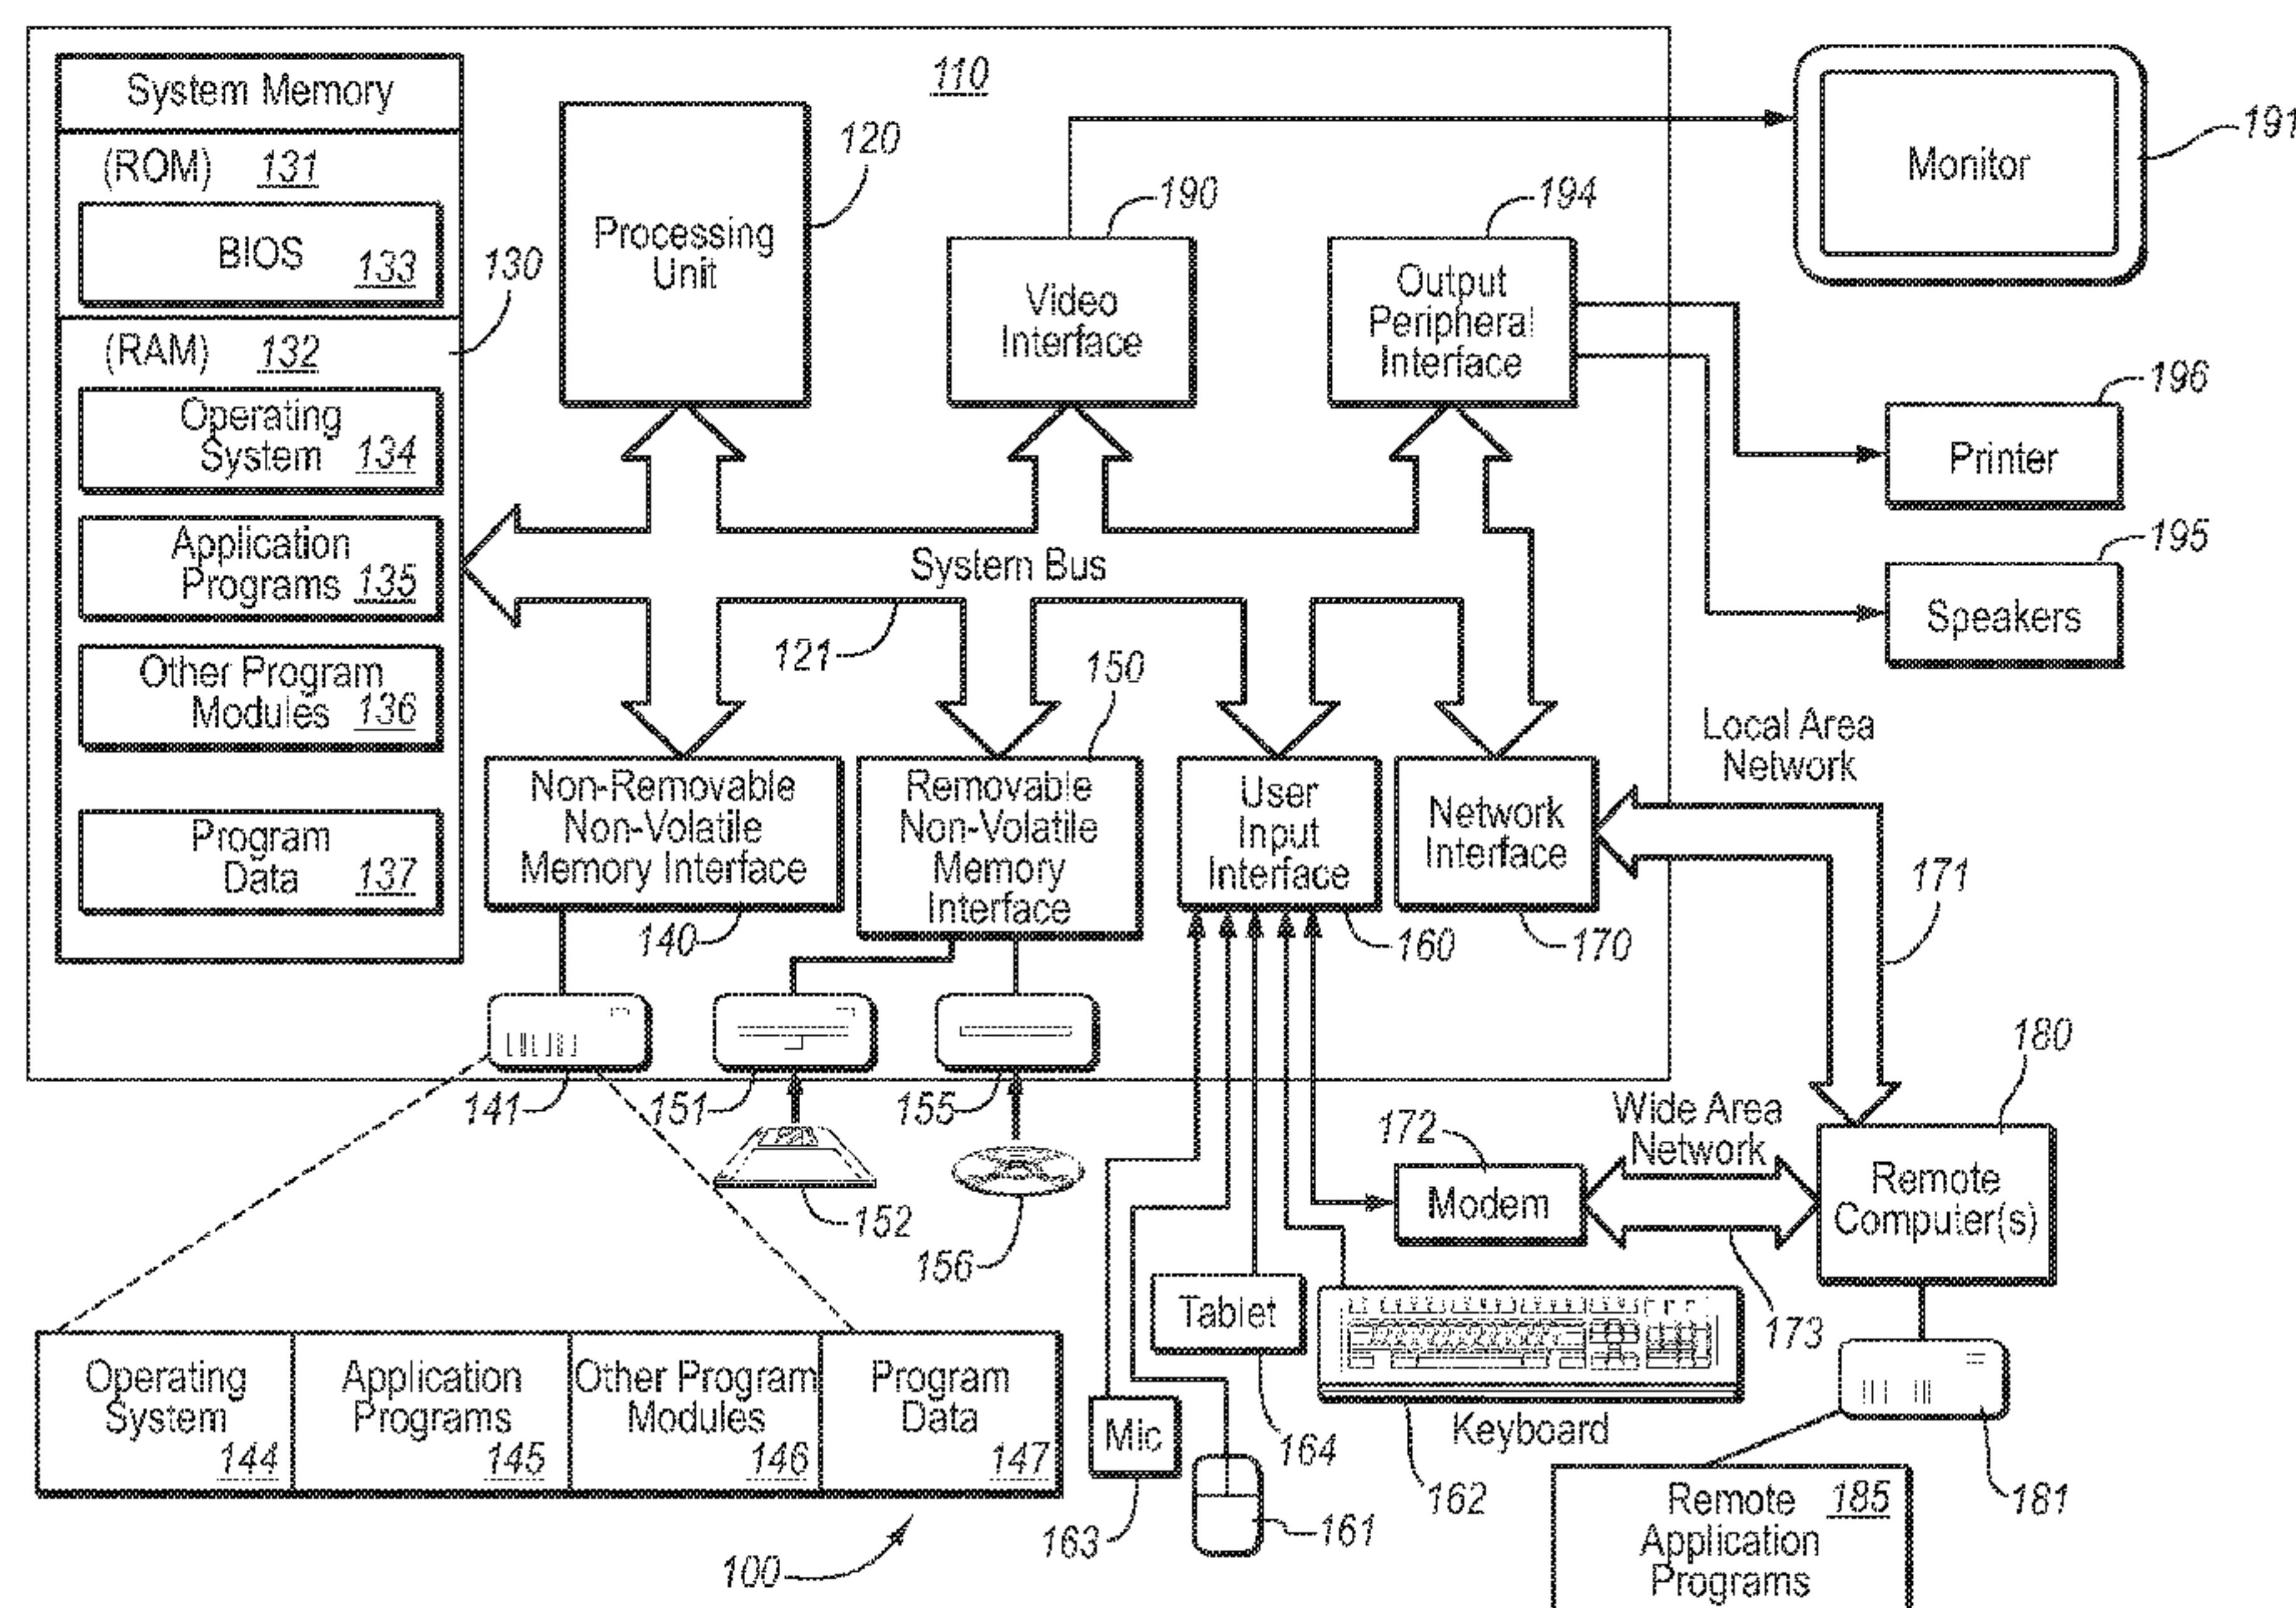 110
System Memory
(ROM) 131
BIOS 133
130
(RAM) 132
Operating
System 134
Application
Programs 135
Other Program
Modules 136
Program
Data 137
Processing
Unit
120
Video
Interface
190
Output
Peripheral
Interface
194
Monitor
191
Printer
196
Speakers
195
System Bus
121
Non-Removable
Non-Volatile
Memory Interface
140
Removable
Non-Volatile
Memory
Interface
150
User
Input
Interface
160
Network
Interface
170
Local Area
Network
171
141
151
152
155
156
172
Modem
Wide Area
Network
173
180
Remote
Computer(s)
181
Operating
System
144
Application
Programs
145
Other Program
Modules
146
Program
Data
147
Mic
163
161
Tablet
164
Keyboard
162
Remote 185
Application
Programs
100